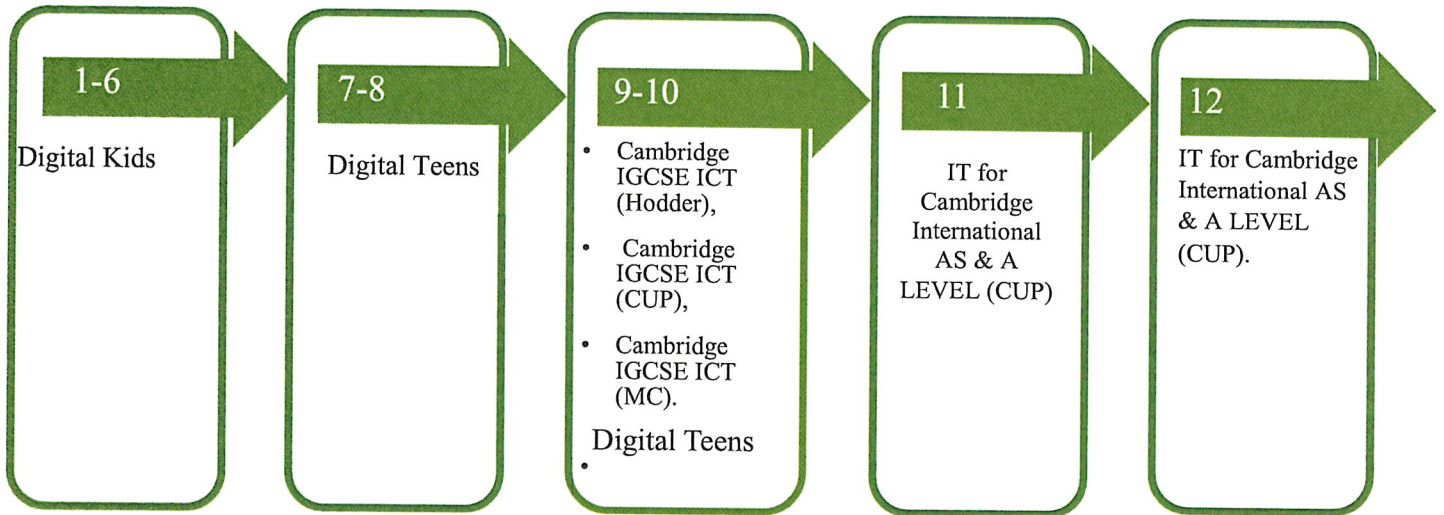 1-6
Digital Kids
7-8
Digital Teens
9-10
• Cambridge
IGCSE ICT
(Hodder),
• Cambridge
IGCSE ICT
(CUP),
• Cambridge
IGCSE ICT
(MC).
Digital Teens
•
11
IT for
Cambridge
International
AS & A
LEVEL (CUP)
12
IT for Cambridge
International AS
& A LEVEL
(CUP).